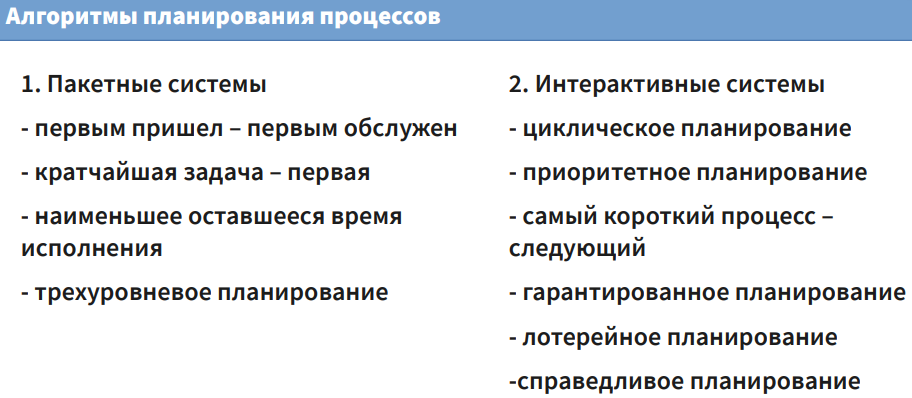 Алгоритмы планирования процессов
1. Пакетные системы
- первым пришел – первым обслужен
- кратчайшая задача – первая
- наименьшее оставшееся время
исполнения
- трехуровневое планирование
2. Интерактивные системы
- циклическое планирование
- приоритетное планирование
- самый короткий процесс –
следующий
- гарантированное планирование
- лотерейное планирование
-справедливое планирование